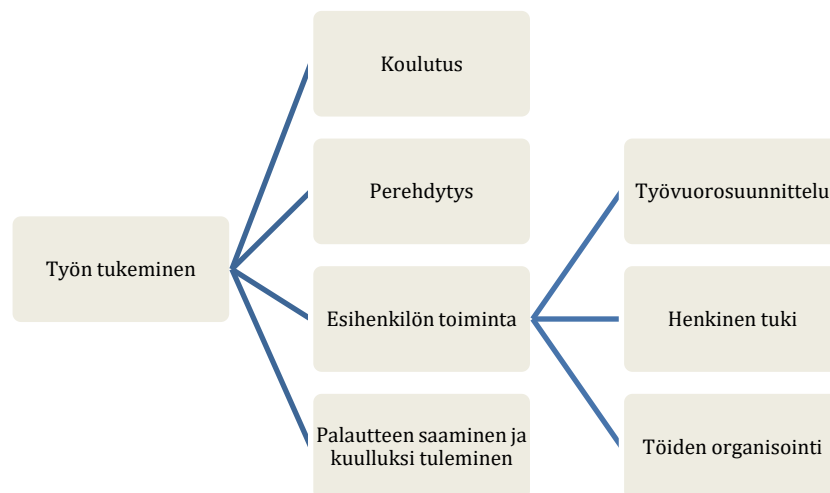 Koulutus
Perehdytys
Työvuorosuunnittelu
Työn tukeminen
Esihenkilön toiminta
Henkinen tuki
Palautteen saaminen ja
kuulluksi tuleminen
Töiden organisointi